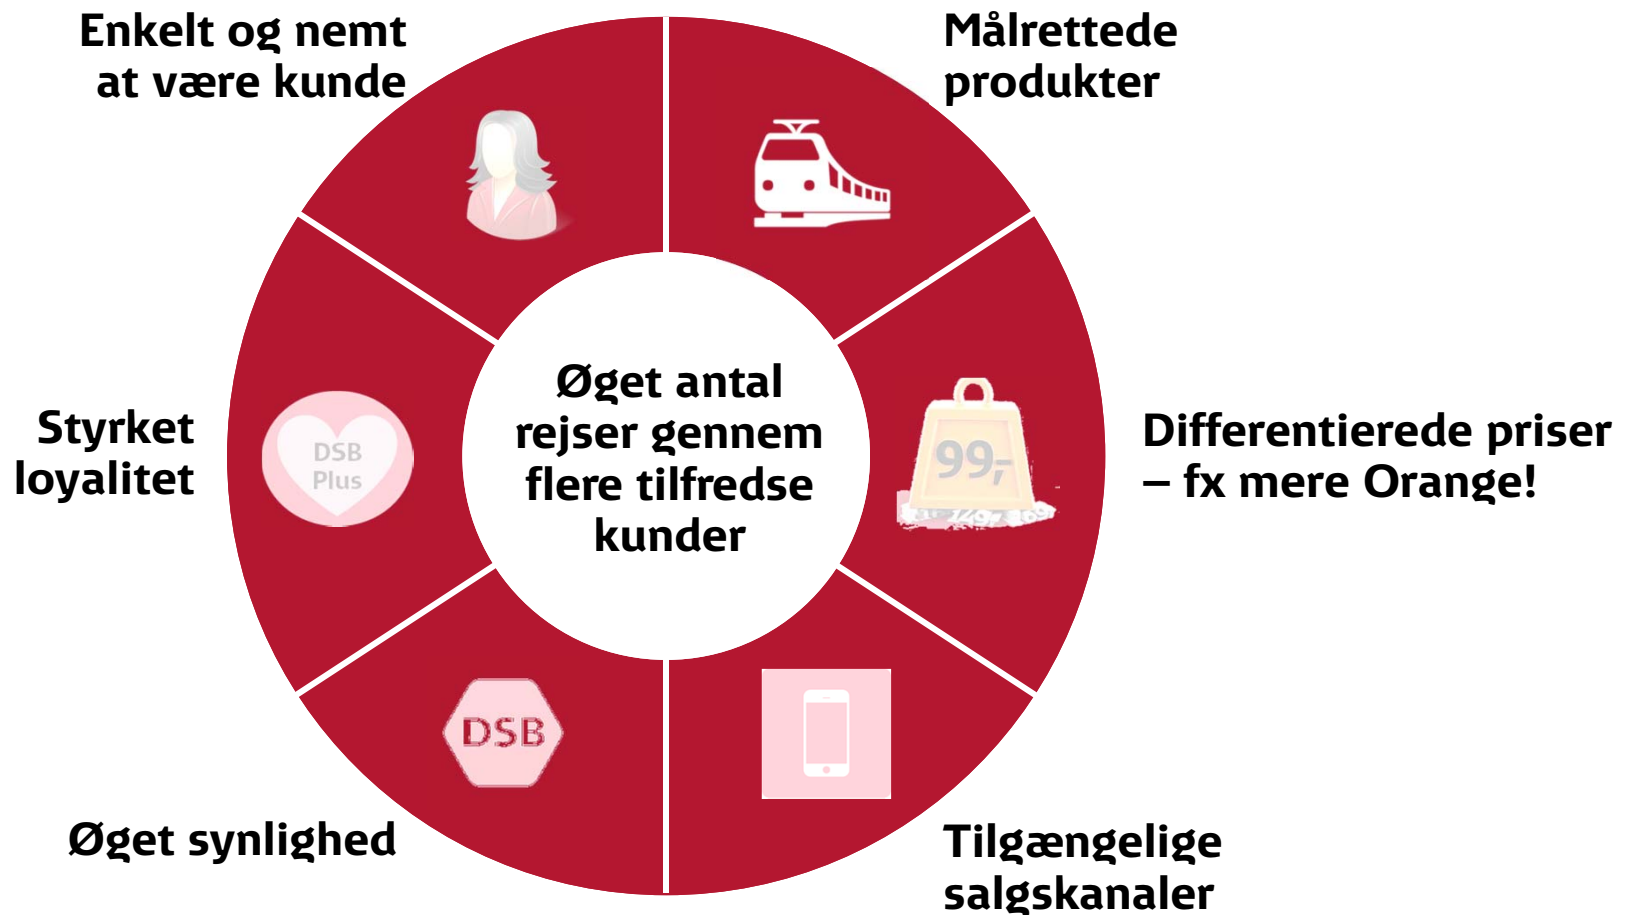 Enkelt og nemt
at være kunde
Målrettede
produkter
Øget antal
rejser gennem
flere tilfredse
kunder
Styrket
loyalitet
DSB
Plus
99,-
Differentierede priser
– fx mere Orange!
DSB
Øget synlighed
Tilgængelige
salgskanaler